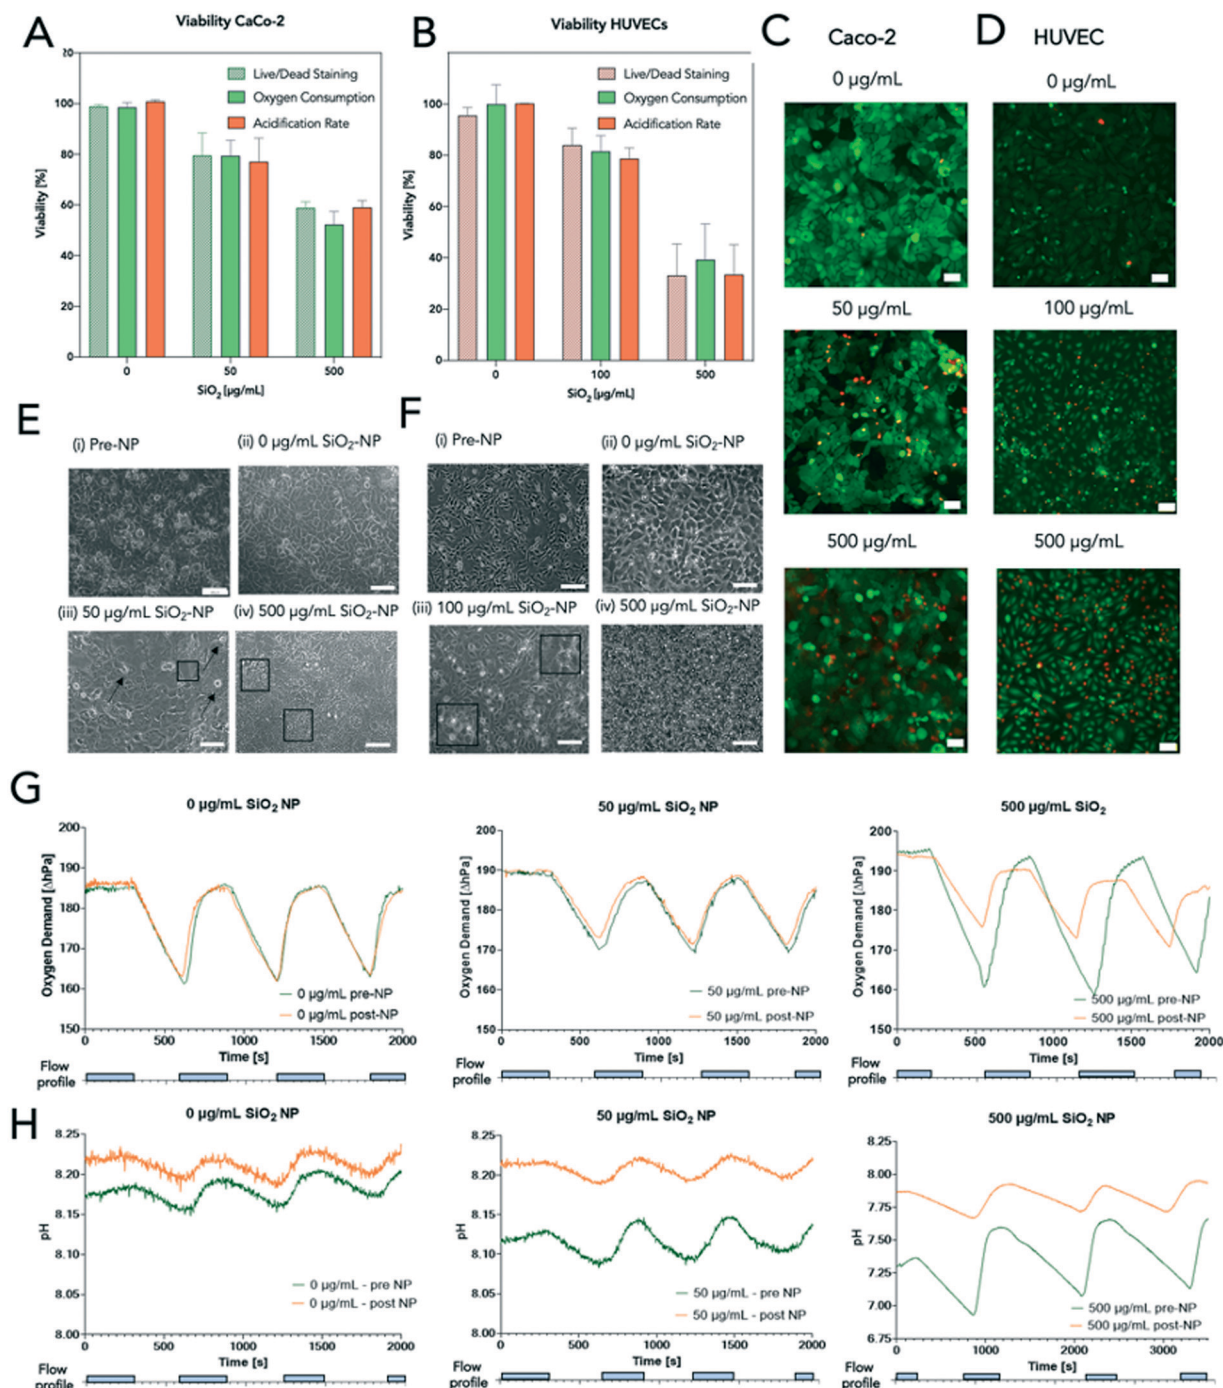 A
Viability CaCo-2
20
100
80
60
40
20
0
Viability [%]
Live/Dead Staining
Oxygen Consumption
Acidification Rate
0 50 500
SiO₂ [µg/mL]
B
Viability HUVECs
100
80
60
40
20
0
Viability [%]
Live/Dead Staining
Oxygen Consumption
Acidification Rate
0 100 500
SiO₂ [µg/mL]
C
Caco-2
0 µg/mL
50 µg/mL
500 µg/mL
D
HUVEC
0 µg/mL
100 µg/mL
500 µg/mL
E
(i) Pre-NP
(ii) 0 µg/mL SiO₂-NP
(iii) 50 µg/mL SiO₂-NP
(iv) 500 µg/mL SiO₂-NP
F
(i) Pre-NP
(ii) 0 µg/mL SiO₂-NP
(iii) 100 µg/mL SiO₂-NP
(iv) 500 µg/mL SiO₂-NP
G
0 µg/mL SiO₂ NP
200
190
180
170
160
150
Oxygen Demand [ΔhPa]
0 µg/mL pre-NP
0 µg/mL post-NP
0 500 1000 1500 2000
Time [s]
Flow
profile
50 µg/mL SiO₂ NP
200
190
180
170
160
150
Oxygen Demand [ΔhPa]
50 µg/mL pre-NP
50 µg/mL post-NP
0 500 1000 1500 2000
Time [s]
Flow
profile
500 µg/mL SiO₂
200
190
180
170
160
150
Oxygen Demand [ΔhPa]
500 µg/mL pre-NP
500 µg/mL post-NP
0 500 1000 1500 2000
Time [s]
Flow
profile
H
0 µg/mL SiO₂ NP
8.25
8.20
8.15
8.10
8.05
8.00
pH
0 µg/mL - pre NP
0 µg/mL - post NP
0 500 1000 1500 2000
Time [s]
Flow
profile
50 µg/mL SiO₂ NP
8.25
8.20
8.15
8.10
8.05
8.00
pH
50 µg/mL - pre NP
50 µg/mL - post NP
0 500 1000 1500 2000
Time [s]
Flow
profile
500 µg/mL SiO₂ NP
8.25
8.00
7.75
7.50
7.25
7.00
6.75
pH
500 µg/mL pre-NP
500 µg/mL post-NP
0 1000 2000 3000
Time [s]
Flow
profile